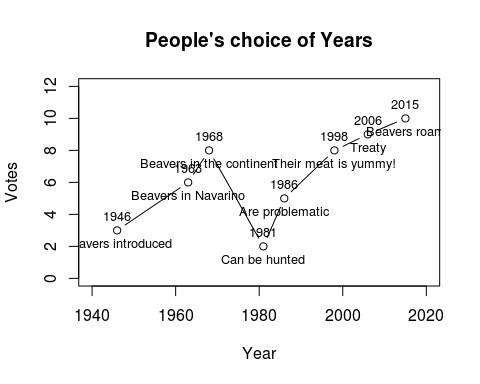 People's choice of Years
Votes
12
10
8
6
4
2
0
2015
2006
Beavers roam
1998
Treaty
1968
Beavers in the continent
Their meat is yummy!
1963
Beavers in Navarino
1986
Are problematic
1946
avers introduced
1981
Can be hunted
1940
1960
1980
2000
2020
Year